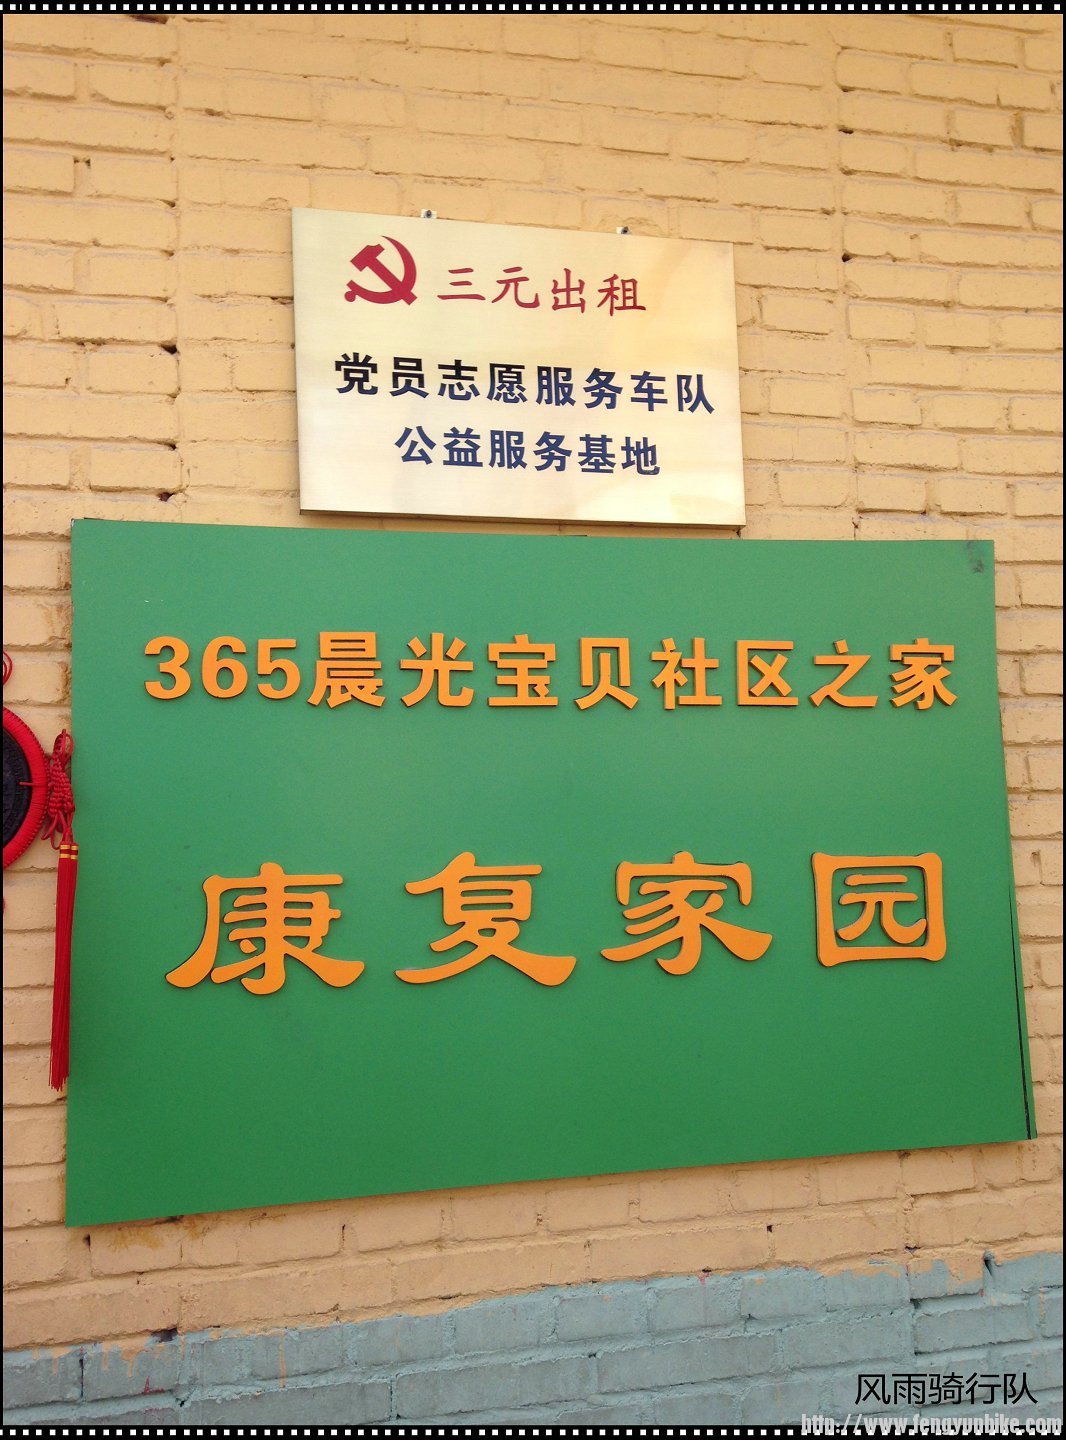 三元出租
党员志愿服务车队
公益服务基地
365晨光宝贝社区之家
康复家园
风雨骑行队
http://www.fengyunbike.com